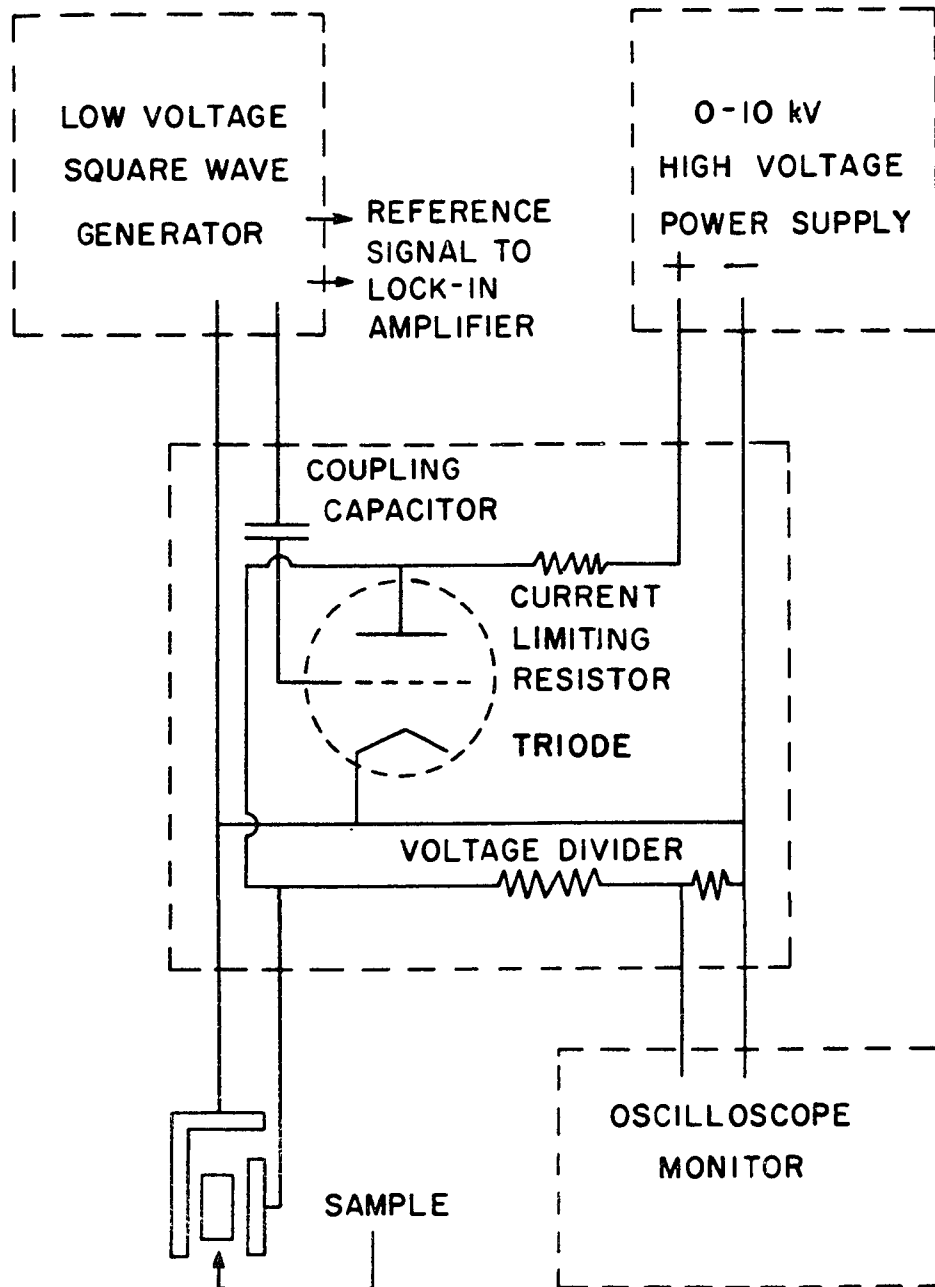 LOW VOLTAGE
SQUARE WAVE
GENERATOR
REFERENCE
SIGNAL TO
LOCK-IN
AMPLIFIER
0-10 kV
HIGH VOLTAGE
POWER SUPPLY
+ −
COUPLING
CAPACITOR
CURRENT
LIMITING
RESISTOR
TRIODE
VOLTAGE DIVIDER
OSCILLOSCOPE
MONITOR
SAMPLE